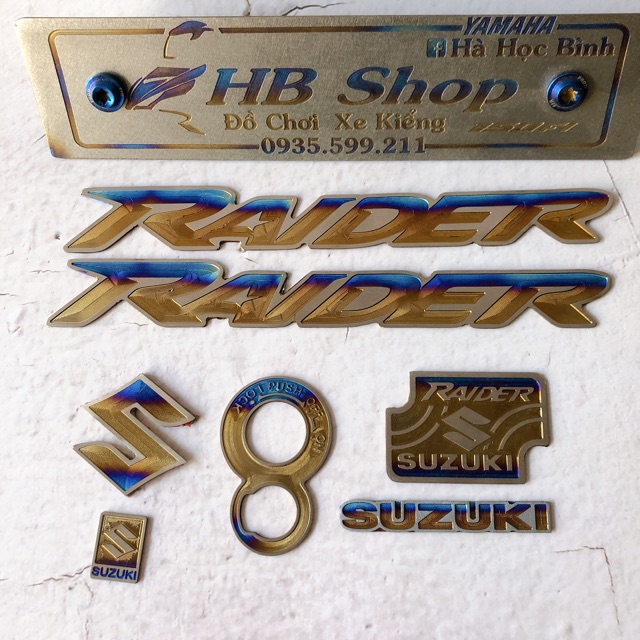 YAMAHA
Hà Học Bình
HB Shop
Đồ Chơi Xe Kiểng
0935.599.211
RAIDER
RAIDER
PUSH
RAIDER
SUZUKI
SUZUKI
SUZUKI